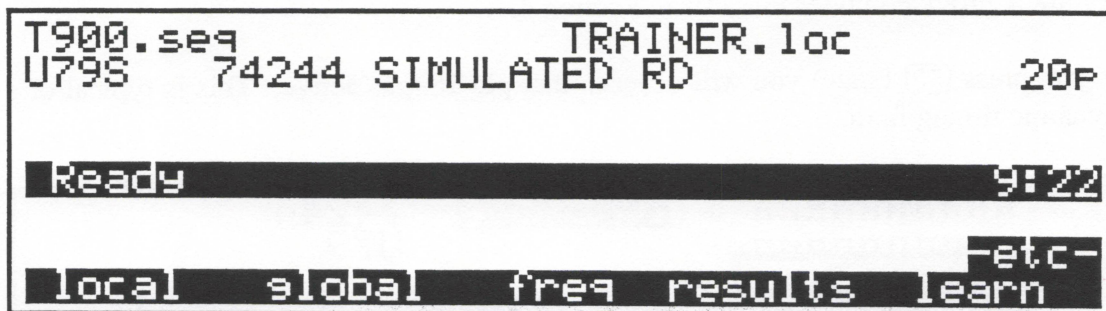 T900.seq TRAINER.loc
U79S 74244 SIMULATED RD 20P
Ready 9:22
-etc-
local global freq results learn